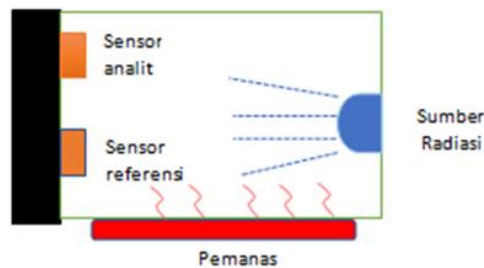 Sensor
analit
Sumber
Radiasi
Sensor
referensi
Pemanas